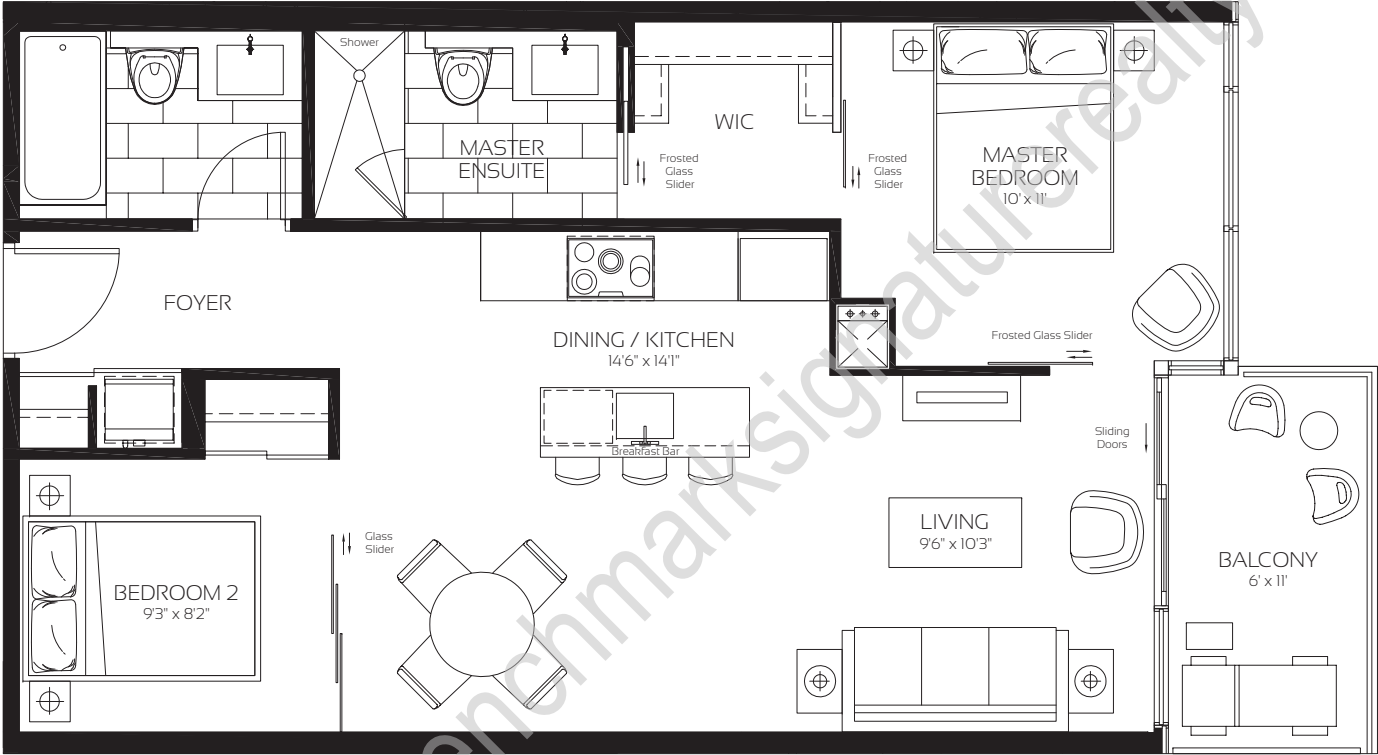 Shower
MASTER
ENSUITE
WIC
Frosted
Glass
Slider
Frosted
Glass
Slider
MASTER
BEDROOM
10' x 11'
FOYER
DINING / KITCHEN
14'6" x 14'1"
Frosted Glass Slider
Breakfast Bar
Sliding
Doors
Glass
Slider
LIVING
9'6" x 10'3"
BALCONY
6' x 11'
BEDROOM 2
9'3" x 8'2"
enchmarksignaturerealty